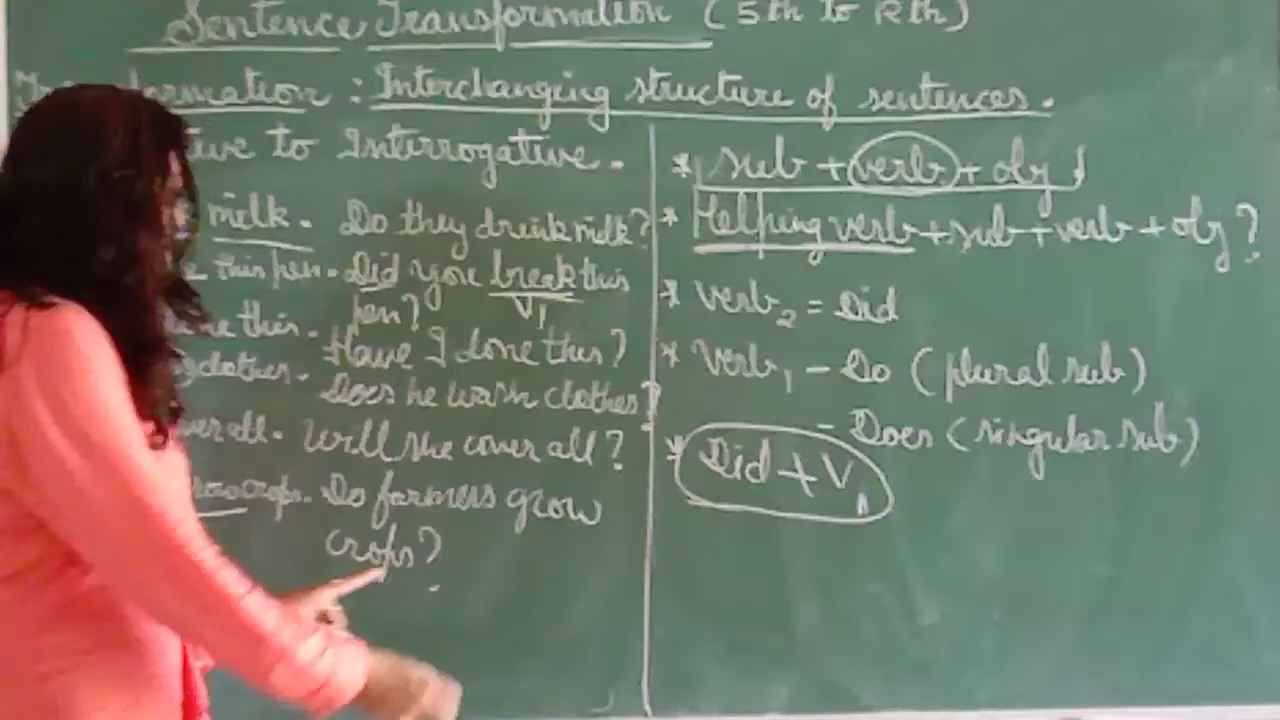 Sentence Transformation (5th to 12th)
: Interchanging structure of sentences.
to Interrogative.
milk. Do they drink milk?
this pen. Did you break this
V1
pen?
this. Have I done this?
clothes. Does he wash clothes?
all. Will she cover all?
crops. Do farmers grow
crops?
* sub + verb + obj
* Helping verb + sub + verb + obj?
* Verb2 = Did
* Verb1 - Do (plural sub)
- Does (singular sub)
* Did + V1